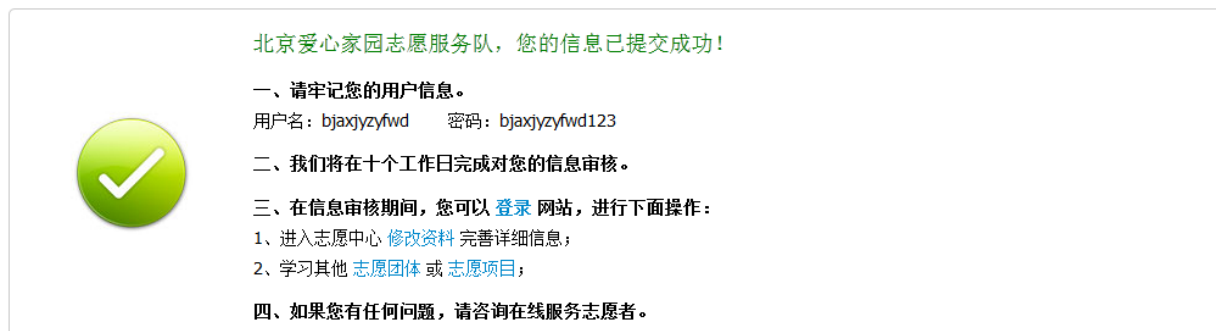 北京爱心家园志愿服务队，您的信息已提交成功！
一、请牢记您的用户信息。
用户名：bjaxjyzyfwd 密码：bjaxjyzyfwd123
二、我们将在十个工作日完成对您的信息审核。
三、在信息审核期间，您可以 登录 网站，进行下面操作：
1、进入志愿中心 修改资料 完善详细信息；
2、学习其他 志愿团体 或 志愿项目；
四、如果您有任何问题，请咨询在线服务志愿者。